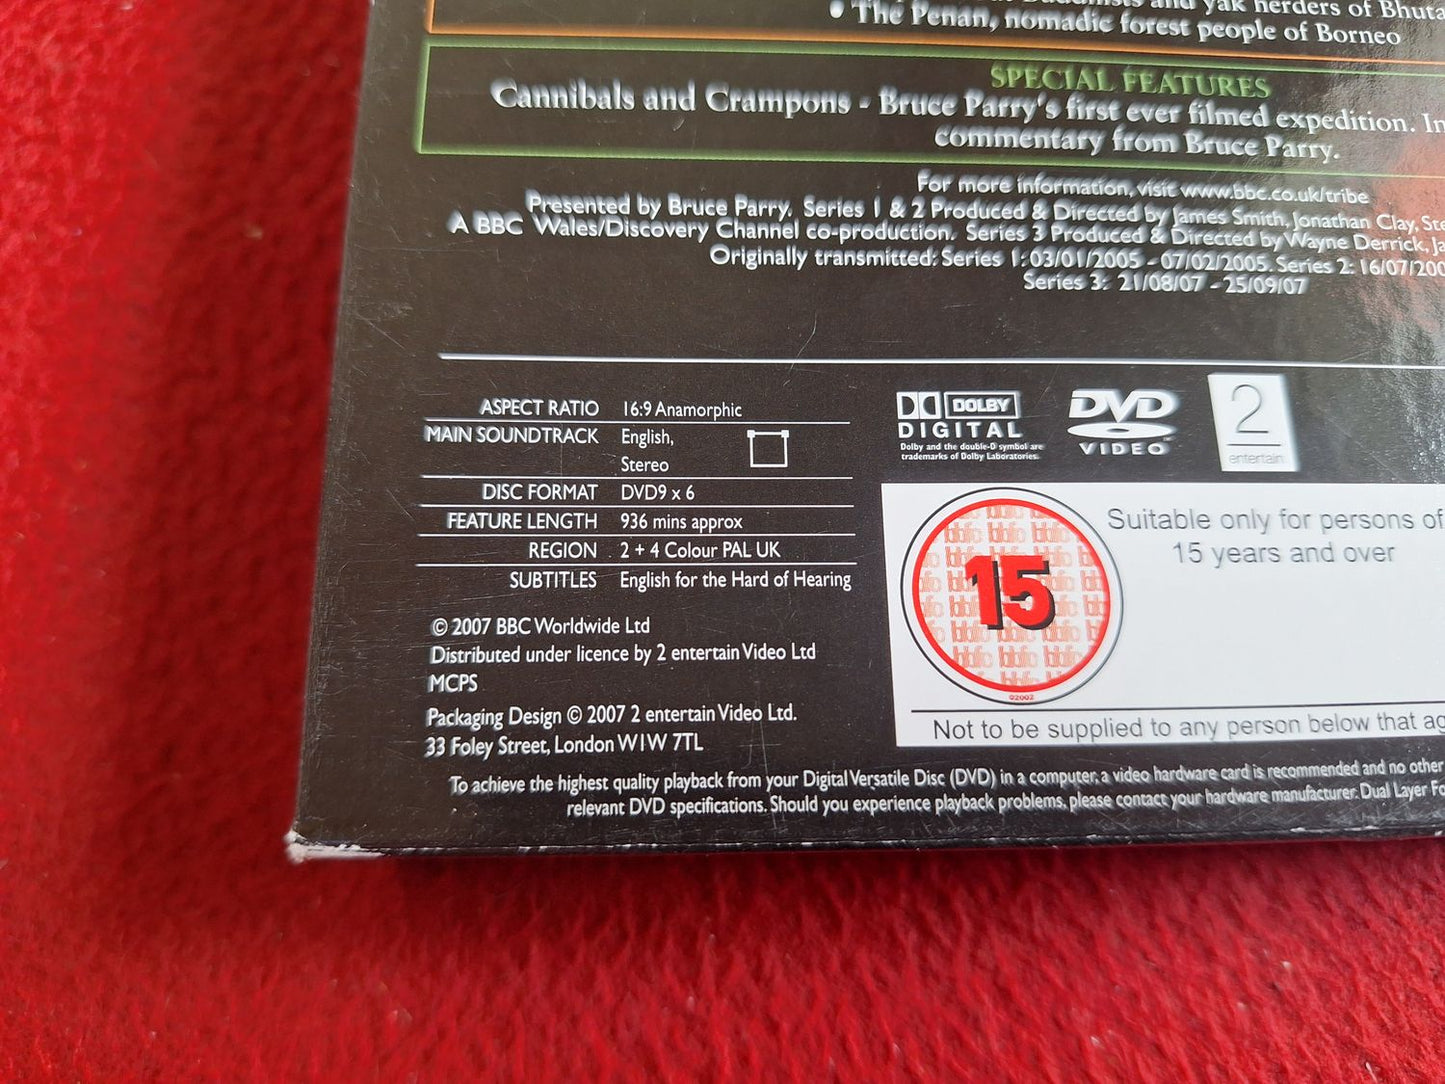 Buddhists and yak herders of Bhuta
• The Penan, nomadic forest people of Borneo
SPECIAL FEATURES
Cannibals and Crampons - Bruce Parry's first ever filmed expedition. In
commentary from Bruce Parry.
For more information, visit www.bbc.co.uk/tribe
Presented by Bruce Parry. Series 1 & 2 Produced & Directed by James Smith, Jonathan Clay, Ste
A BBC Wales/Discovery Channel co-production. Series 3 Produced & Directed by Wayne Derrick, Ja
Originally transmitted: Series 1: 03/01/2005 - 07/02/2005. Series 2: 16/07/200
Series 3: 21/08/07 - 25/09/07
ASPECT RATIO 16:9 Anamorphic
MAIN SOUNDTRACK English,
Stereo
DISC FORMAT DVD9 x 6
FEATURE LENGTH 936 mins approx
REGION 2 + 4 Colour PAL UK
SUBTITLES English for the Hard of Hearing
DOLBY
DIGITAL
Dolby and the double-D symbol are
trademarks of Dolby Laboratories.
DVD
VIDEO
2
entertain
15
02002
Suitable only for persons of
15 years and over
Not to be supplied to any person below that ag
© 2007 BBC Worldwide Ltd
Distributed under licence by 2 entertain Video Ltd
MCPS
Packaging Design © 2007 2 entertain Video Ltd.
33 Foley Street, London W1W 7TL
To achieve the highest quality playback from your Digital Versatile Disc (DVD) in a computer, a video hardware card is recommended and no other
relevant DVD specifications. Should you experience playback problems, please contact your hardware manufacturer. Dual Layer Fo